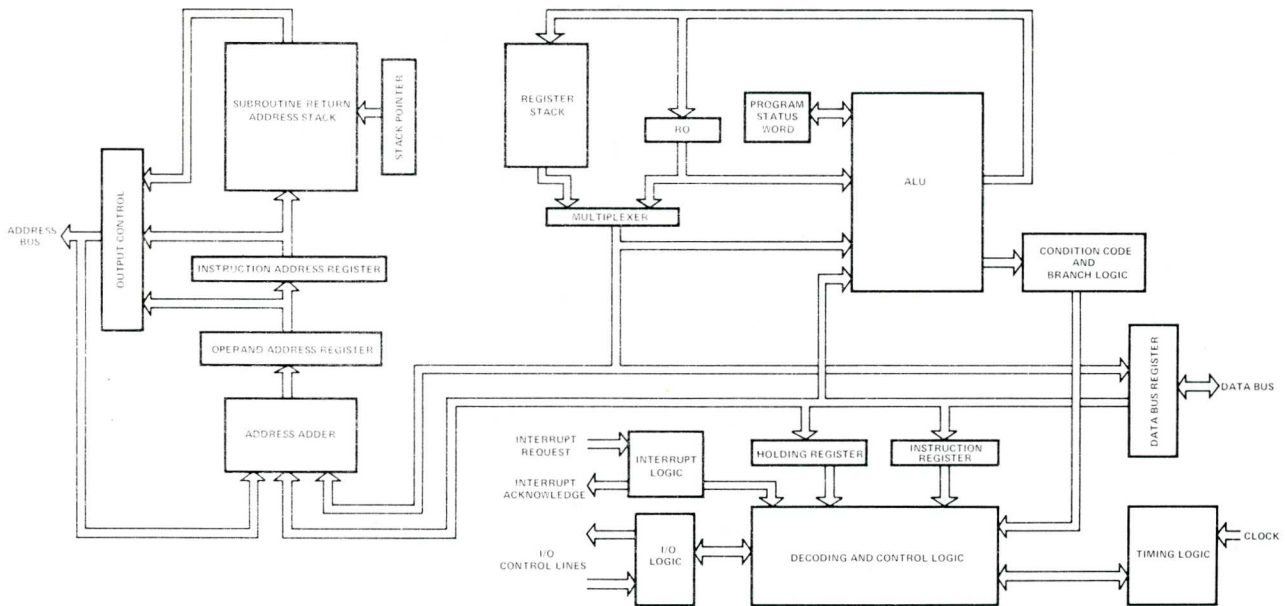 SUBROUTINE RETURN
ADDRESS STACK
STACK POINTER
REGISTER
STACK
RO
PROGRAM
STATUS
WORD
ALU
MULTIPLEXER
ADDRESS
BUS
OUTPUT CONTROL
INSTRUCTION ADDRESS REGISTER
CONDITION CODE
AND
BRANCH LOGIC
OPERAND ADDRESS REGISTER
DATA BUS REGISTER
DATA BUS
ADDRESS ADDER
INTERRUPT
REQUEST
INTERRUPT
LOGIC
HOLDING REGISTER
INSTRUCTION
REGISTER
INTERRUPT
ACKNOWLEDGE
I/O
CONTROL LINES
I/O
LOGIC
DECODING AND CONTROL LOGIC
TIMING LOGIC
CLOCK